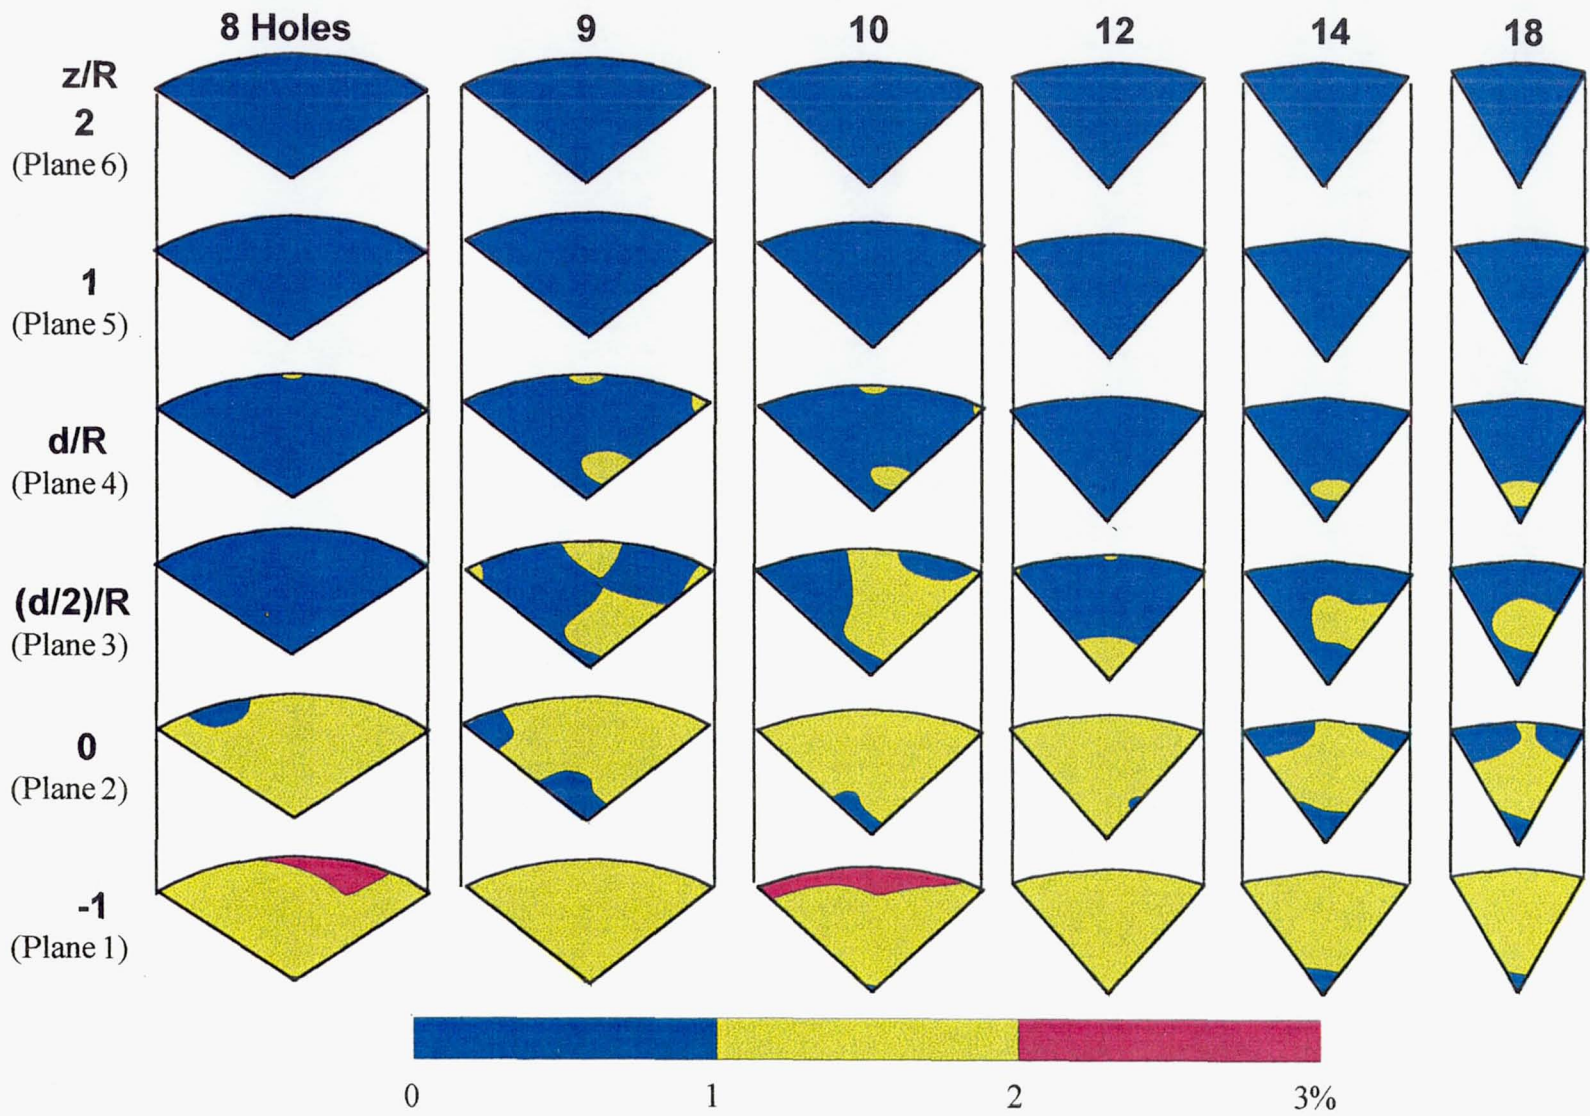 8 Holes 9 10 12 14 18
z/R
2
(Plane 6)
1
(Plane 5)
d/R
(Plane 4)
(d/2)/R
(Plane 3)
0
(Plane 2)
-1
(Plane 1)
0 1 2 3%